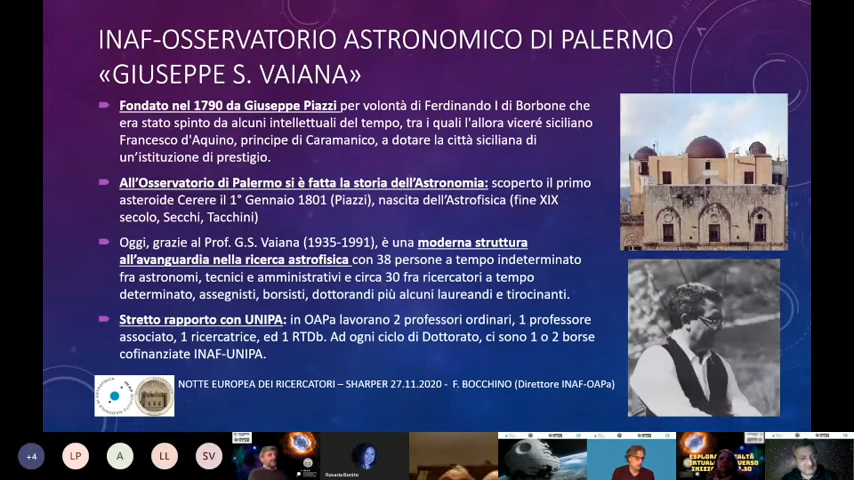 INAF-OSSERVATORIO ASTRONOMICO DI PALERMO
«GIUSEPPE S. VAIANA»
Fondato nel 1790 da Giuseppe Piazzi per volontà di Ferdinando I di Borbone che
era stato spinto da alcuni intellettuali del tempo, tra i quali l'allora viceré siciliano
Francesco d'Aquino, principe di Caramanico, a dotare la città siciliana di
un'istituzione di prestigio.
All'Osservatorio di Palermo si è fatta la storia dell'Astronomia: scoperto il primo
asteroide Cerere il 1° Gennaio 1801 (Piazzi), nascita dell'Astrofisica (fine XIX
secolo, Secchi, Tacchini)
Oggi, grazie al Prof. G.S. Vaiana (1935-1991), è una moderna struttura
all'avanguardia nella ricerca astrofisica con 38 persone a tempo indeterminato
fra astronomi, tecnici e amministrativi e circa 30 fra ricercatori a tempo
determinato, assegnisti, borsisti, dottorandi più alcuni laureandi e tirocinanti.
Stretto rapporto con UNIPA: in OAPa lavorano 2 professori ordinari, 1 professore
associato, 1 ricercatrice, ed 1 RTDb. Ad ogni ciclo di Dottorato, ci sono 1 o 2 borse
cofinanziate INAF-UNIPA.
NOTTE EUROPEA DEI RICERCATORI – SHARPER 27.11.2020 - F. BOCCHINO (Direttore INAF-OAPa)
+4
LP
A
LL
SV
Rosaria Bonito